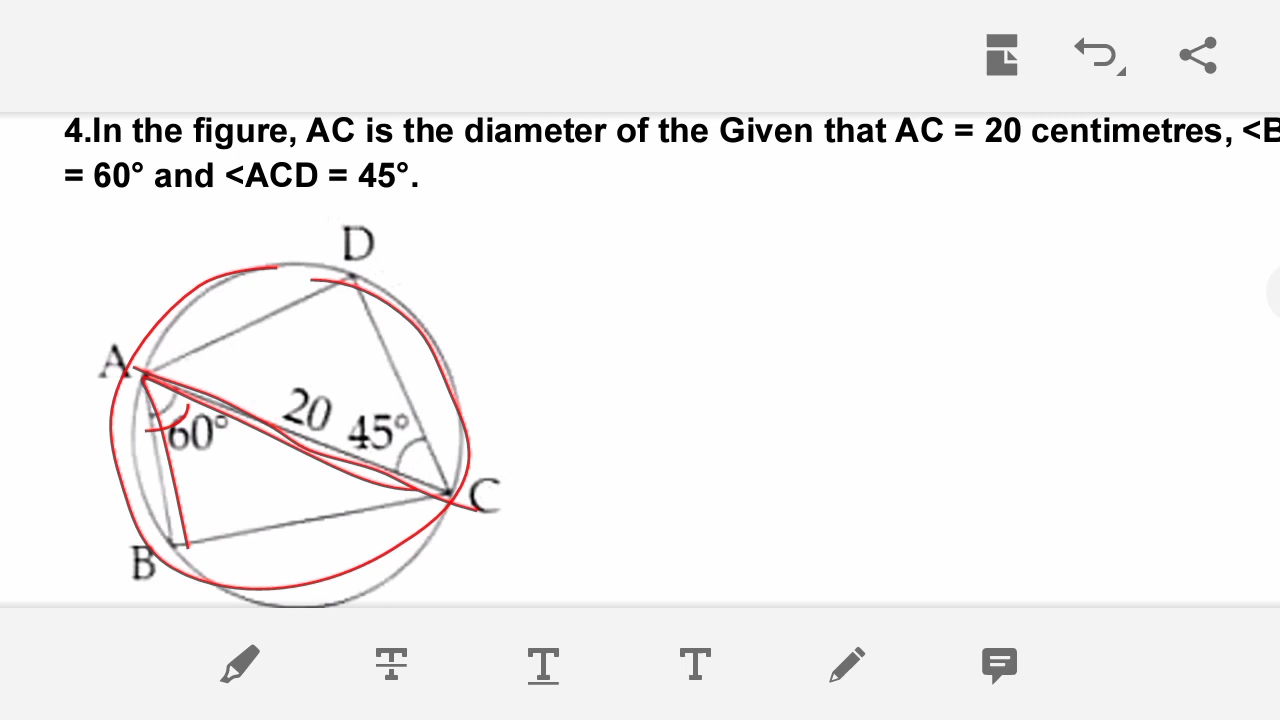 4.In the figure, AC is the diameter of the Given that AC = 20 centimetres, <B
= 60° and <ACD = 45°.
D
A
20 45°
60°
C
B